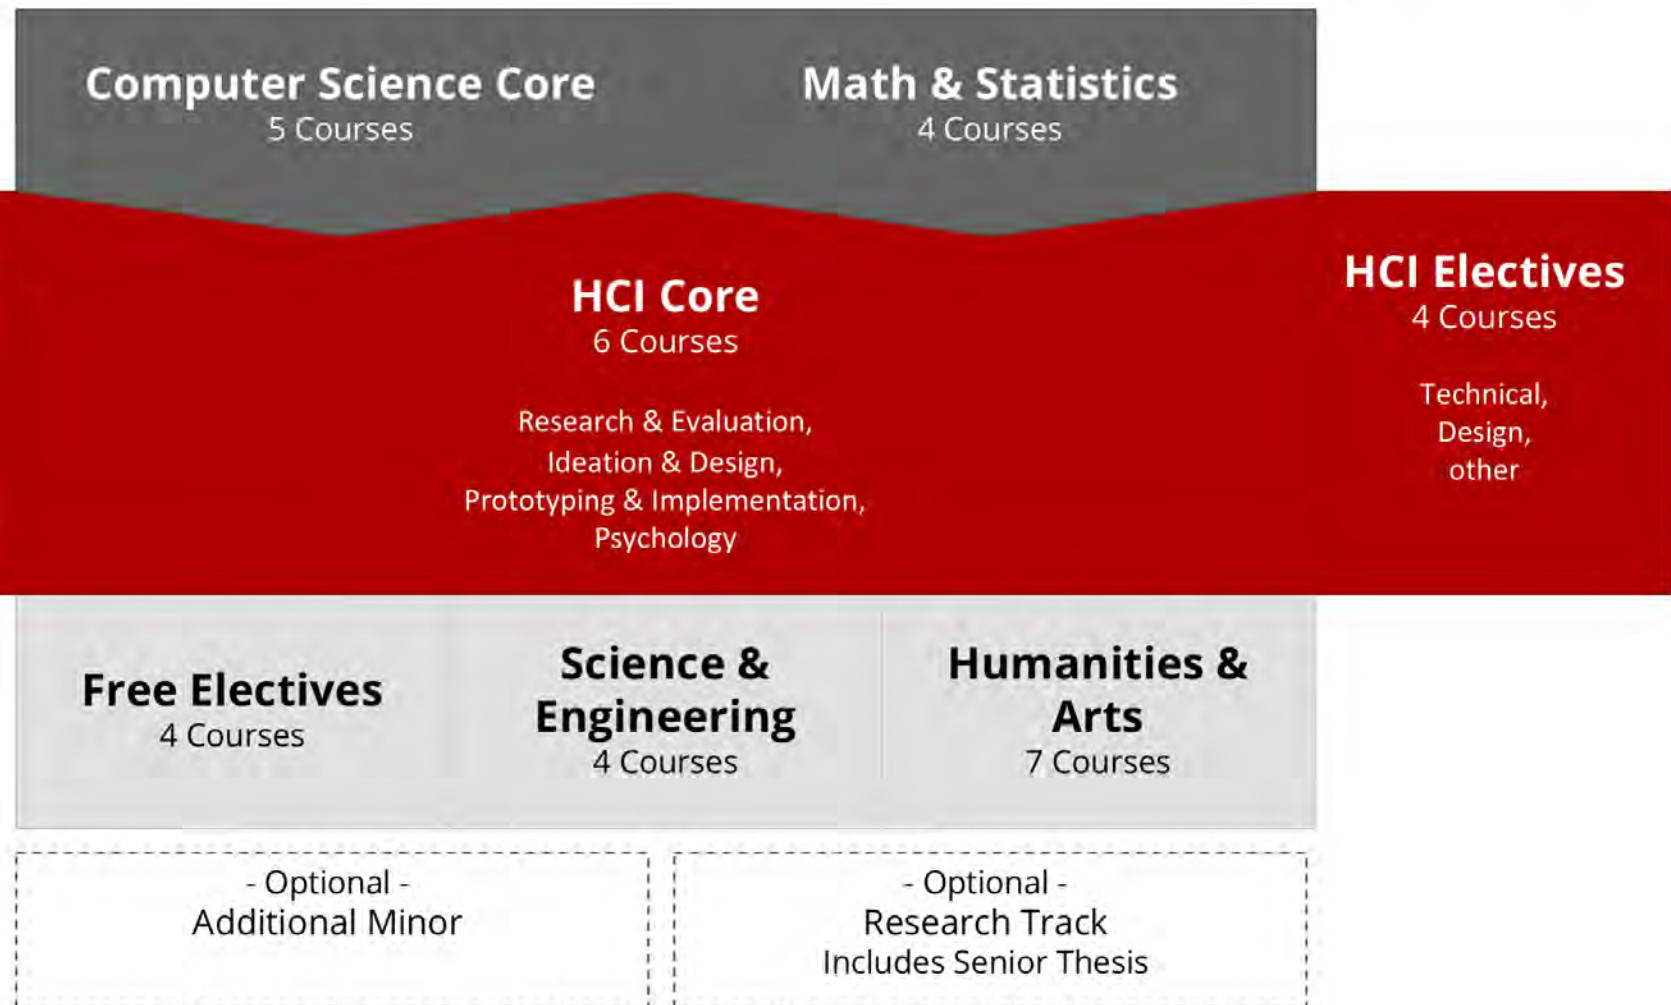 Computer Science Core
5 Courses
Math & Statistics
4 Courses
HCI Core
6 Courses
Research & Evaluation,
Ideation & Design,
Prototyping & Implementation,
Psychology
HCI Electives
4 Courses
Technical,
Design,
other
Free Electives
4 Courses
Science &
Engineering
4 Courses
Humanities &
Arts
7 Courses
- Optional -
Additional Minor
- Optional -
Research Track
Includes Senior Thesis